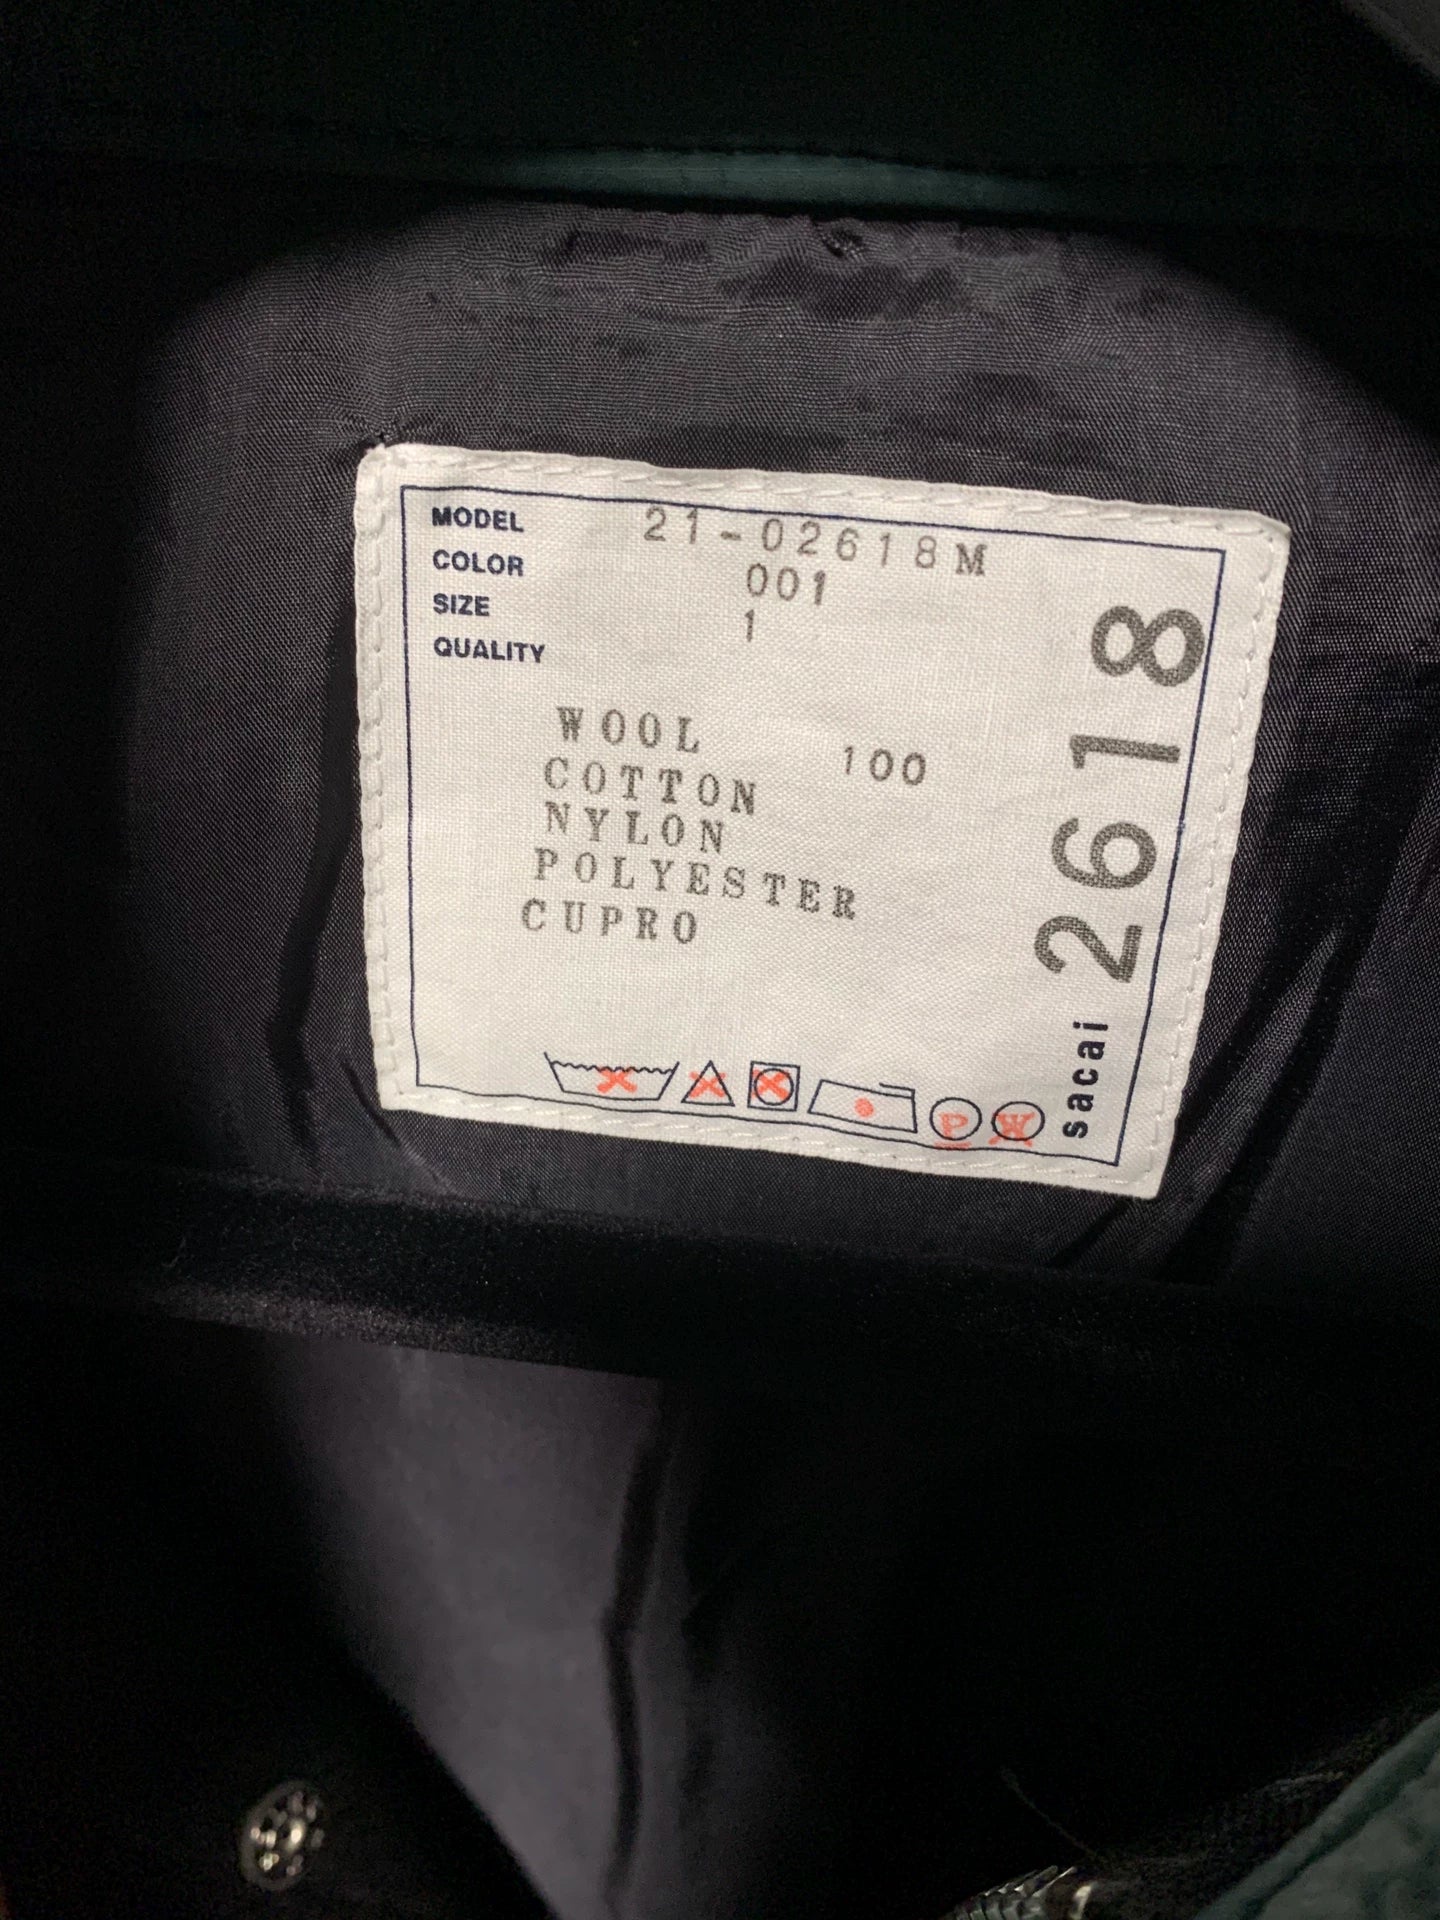 MODEL 21-02618M
COLOR 001
SIZE 1
QUALITY
WOOL 100
COTTON
NYLON
POLYESTER
CUPRO
P W
sacai 2618